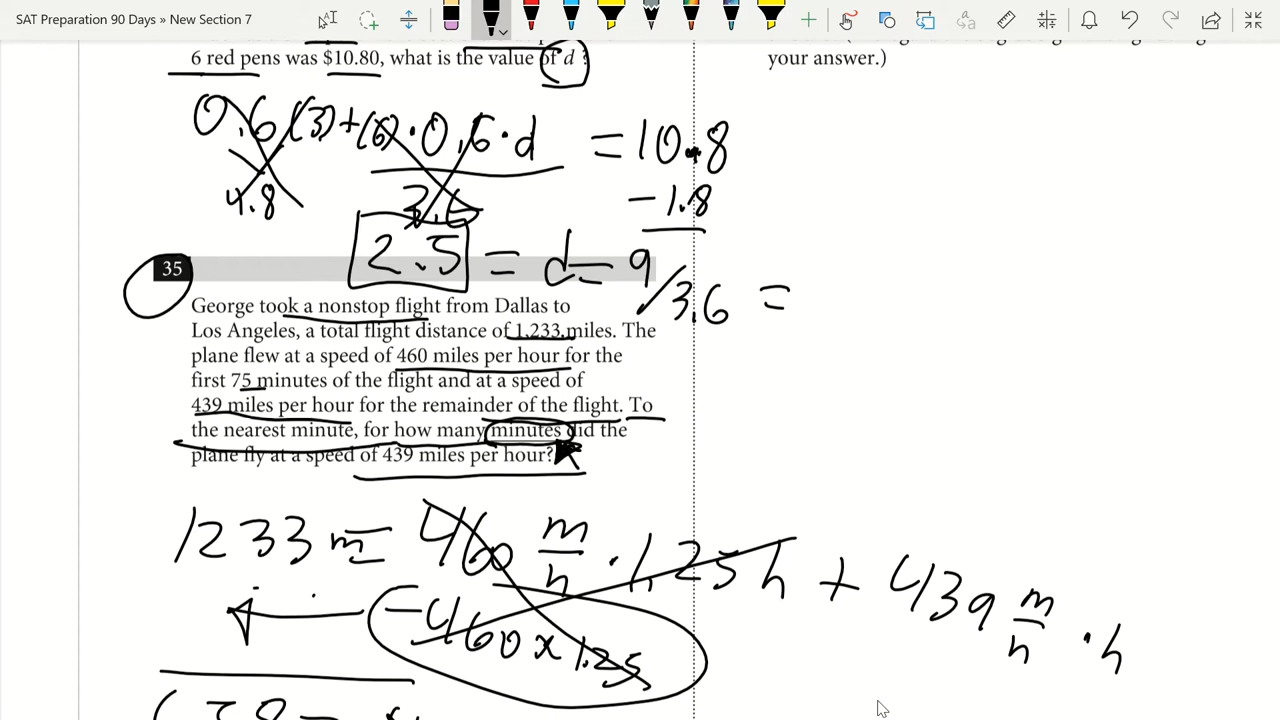 SAT Preparation 90 Days » New Section 7
6 red pens was $10.80, what is the value of d ?
your answer.)
0.6 (3) + (6) · 0.6 · d = 10.8
4.8
3.6
- 1.8
2.5 = d = 9/3.6 =
35
George took a nonstop flight from Dallas to
Los Angeles, a total flight distance of 1,233 miles. The
plane flew at a speed of 460 miles per hour for the
first 75 minutes of the flight and at a speed of
439 miles per hour for the remainder of the flight. To
the nearest minute, for how many minutes did the
plane fly at a speed of 439 miles per hour?
1233 m = 460 m/h · 1.25 h + 439 m/h · h
- 460 x 1.25